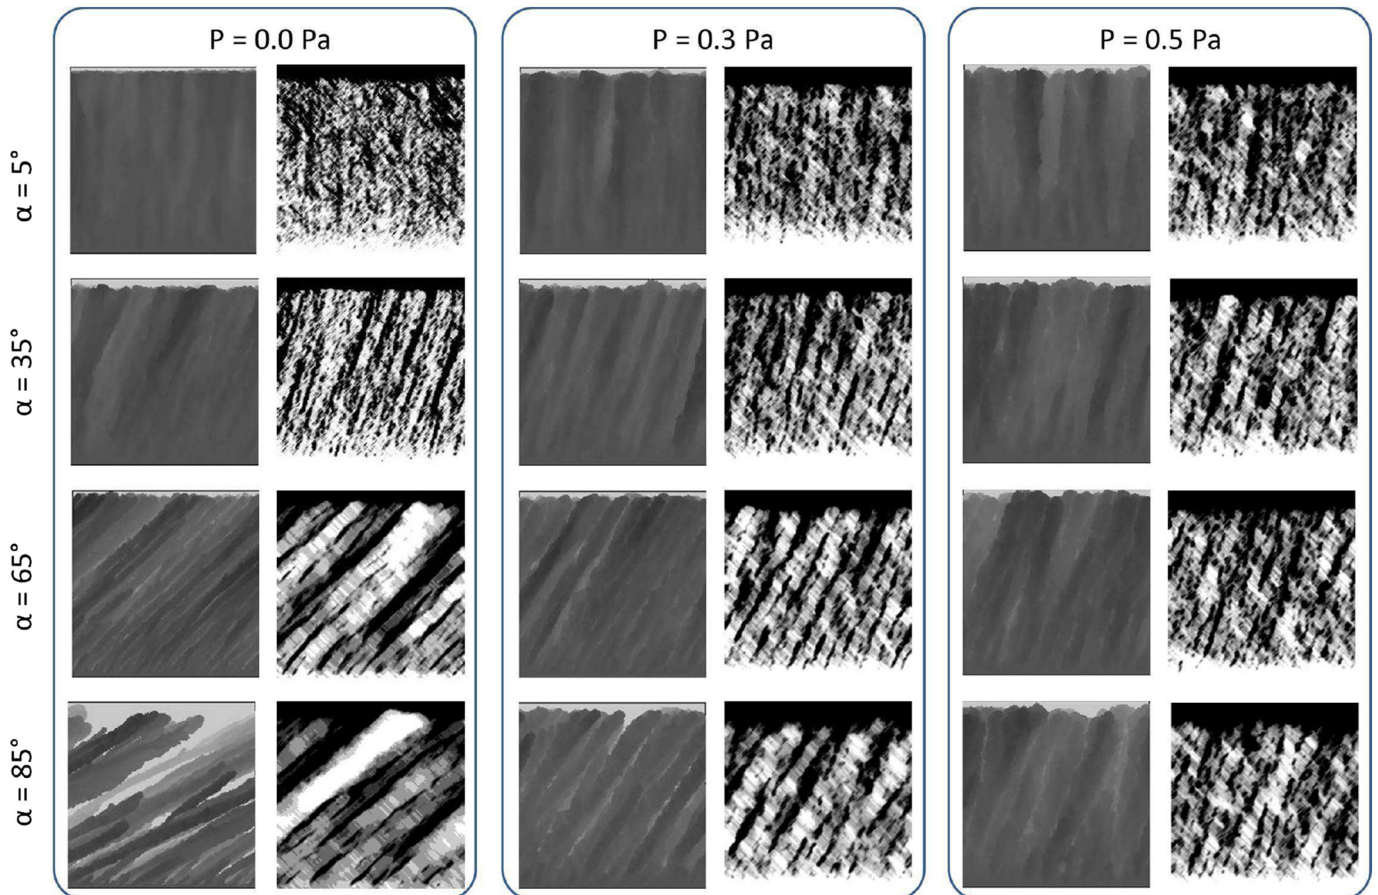 P = 0.0 Pa
P = 0.3 Pa
P = 0.5 Pa
α = 5°
α = 35°
α = 65°
α = 85°